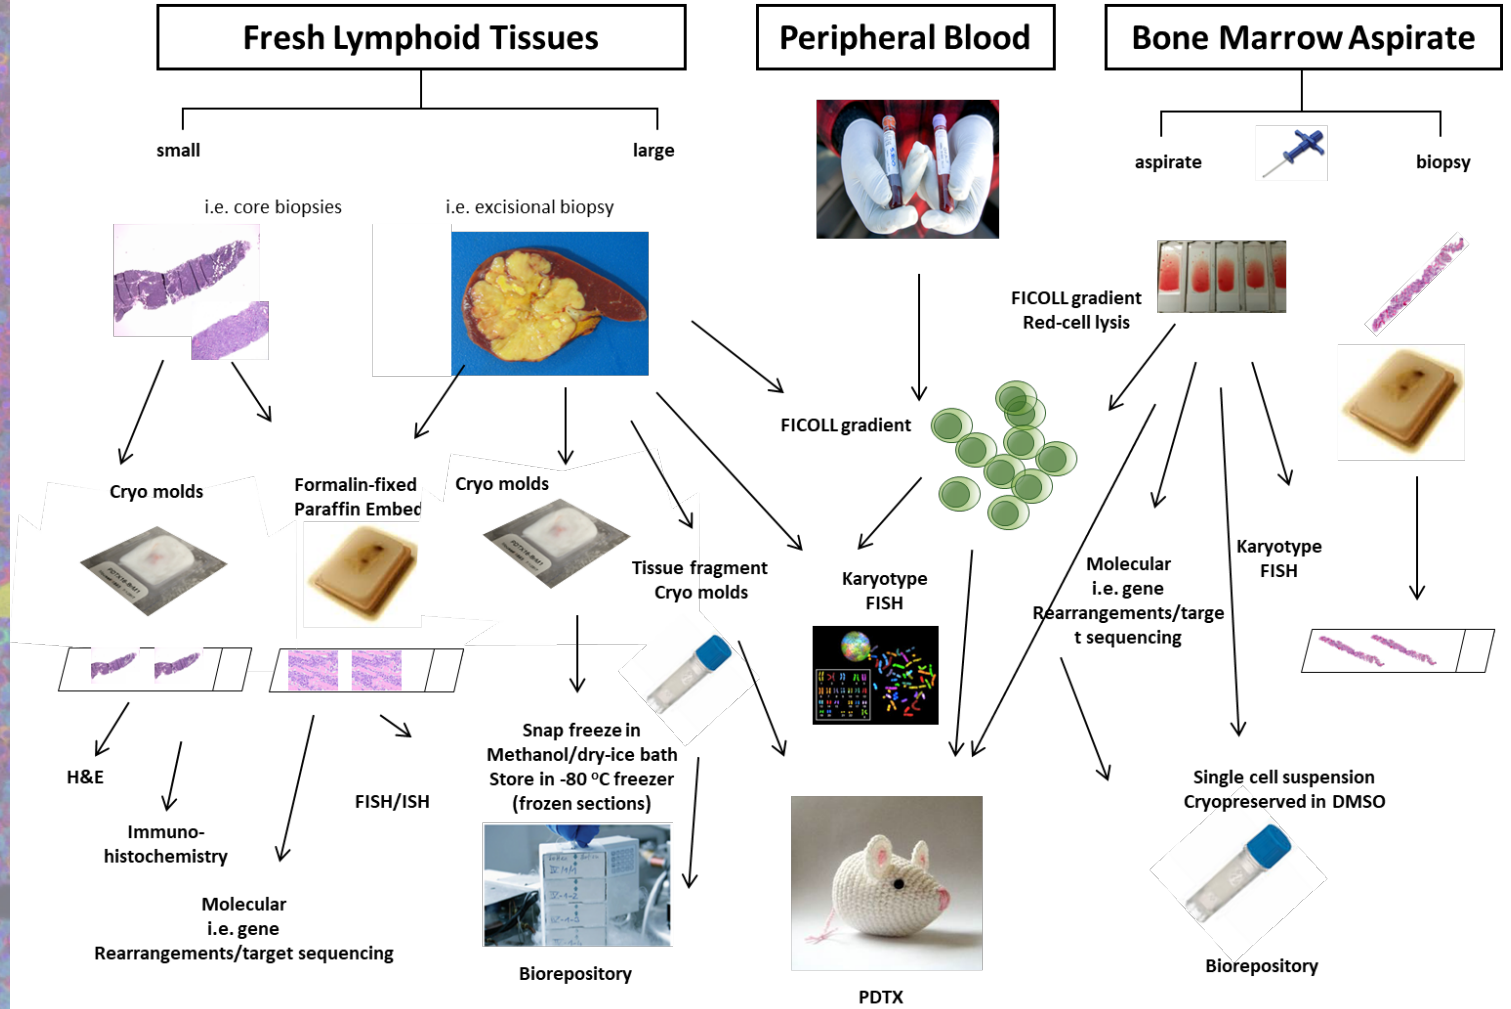 Fresh Lymphoid Tissues
Peripheral Blood
Bone Marrow Aspirate
small
large
aspirate
biopsy
i.e. core biopsies
i.e. excisional biopsy
FICOLL gradient
Red-cell lysis
FICOLL gradient
Cryo molds
Formalin-fixed
Paraffin Embed
Cryo molds
Tissue fragment
Cryo molds
Karyotype
FISH
Molecular
i.e. gene
Rearrangements/targe
t sequencing
Karyotype
FISH
Snap freeze in
Methanol/dry-ice bath
Store in -80 ºC freezer
(frozen sections)
H&E
FISH/ISH
Immuno-
histochemistry
Molecular
i.e. gene
Rearrangements/target sequencing
Single cell suspension
Cryopreserved in DMSO
Biorepository
PDTX
Biorepository